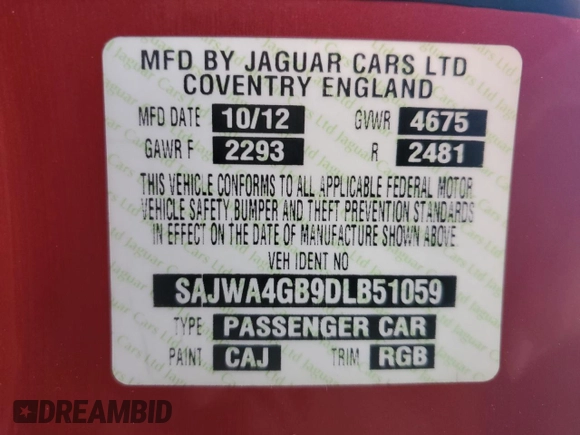 MFD BY JAGUAR CARS LTD
COVENTRY ENGLAND
MFD DATE 10/12 GVWR 4675
GAWR F 2293 R 2481
THIS VEHICLE CONFORMS TO ALL APPLICABLE FEDERAL MOTOR
VEHICLE SAFETY,BUMPER AND THEFT PREVENTION STANDARDS
IN EFFECT ON THE DATE OF MANUFACTURE SHOWN ABOVE.
VEH IDENT NO
SAJWA4GB9DLB51059
TYPE PASSENGER CAR
PAINT CAJ TRIM RGB
DREAMBID